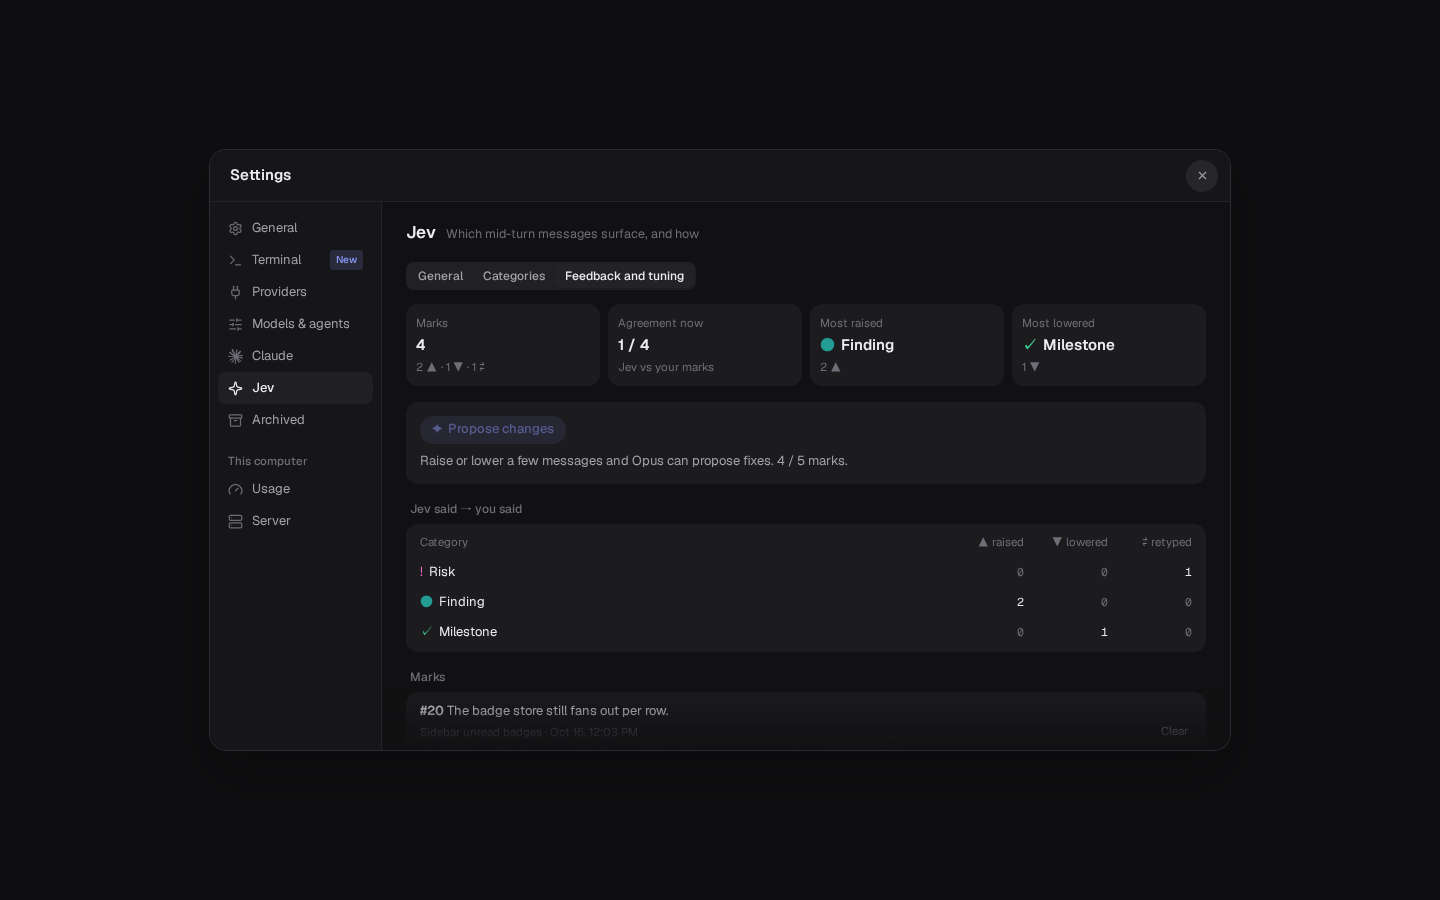 Settings
×
General
Terminal New
Providers
Models & agents
Claude
Jev
Archived
This computer
Usage
Server
Jev Which mid-turn messages surface, and how
General Categories Feedback and tuning
Marks
4
2 ▲ · 1 ▼ · 1 ⇄
Agreement now
1 / 4
Jev vs your marks
Most raised
Finding
2 ▲
Most lowered
✓ Milestone
1 ▼
✦ Propose changes
Raise or lower a few messages and Opus can propose fixes. 4 / 5 marks.
Jev said → you said
Category ▲ raised ▼ lowered ⇄ retyped
! Risk 0 0 1
Finding 2 0 0
✓ Milestone 0 1 0
Marks
#20 The badge store still fans out per row.
Sidebar unread badges · Oct 16, 12:03 PM Clear